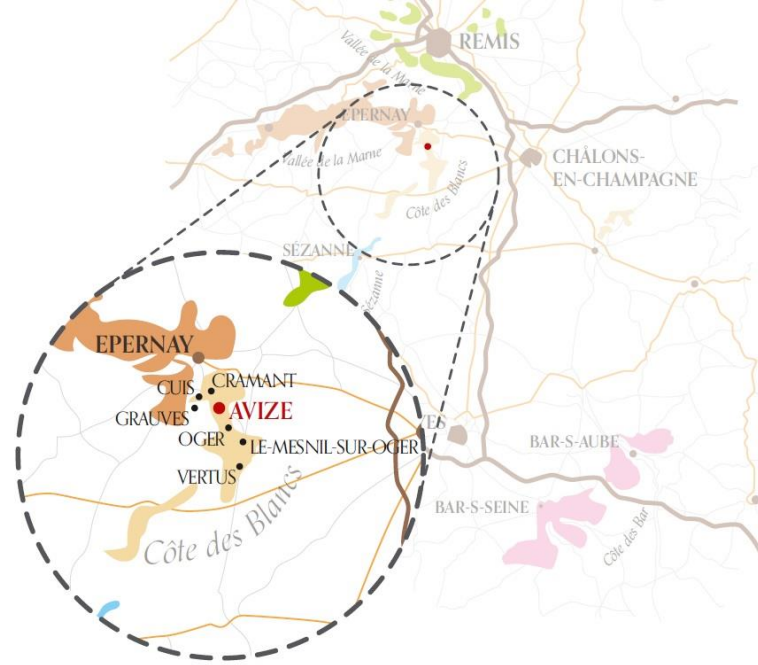 REMIS
Vallée de la Marne
EPERNAY
Vallée de la Marne
CHÂLONS-
EN-CHAMPAGNE
Côte des Blancs
SÉZANNE
Sézanne
EPERNAY
CRAMANT
CUIS
AVIZE
GRAUVES
OGER
LE-MESNIL-SUR-OGER
VERTUS
Côte des Blancs
YES
BAR-S-AUBE
BAR-S-SEINE
Côte des Bar